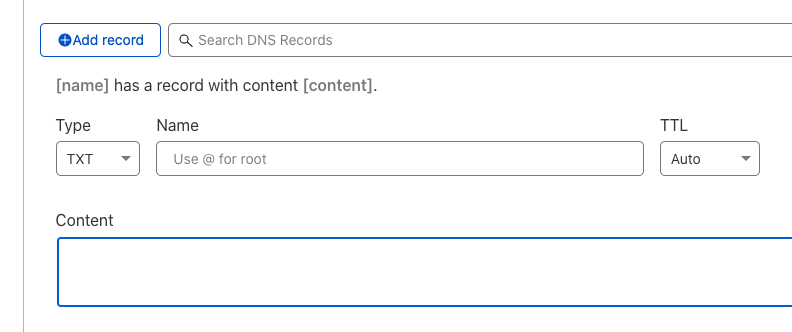 Add record
Search DNS Records
[name] has a record with content [content].
Type
Name
TTL
TXT
Use @ for root
Auto
Content